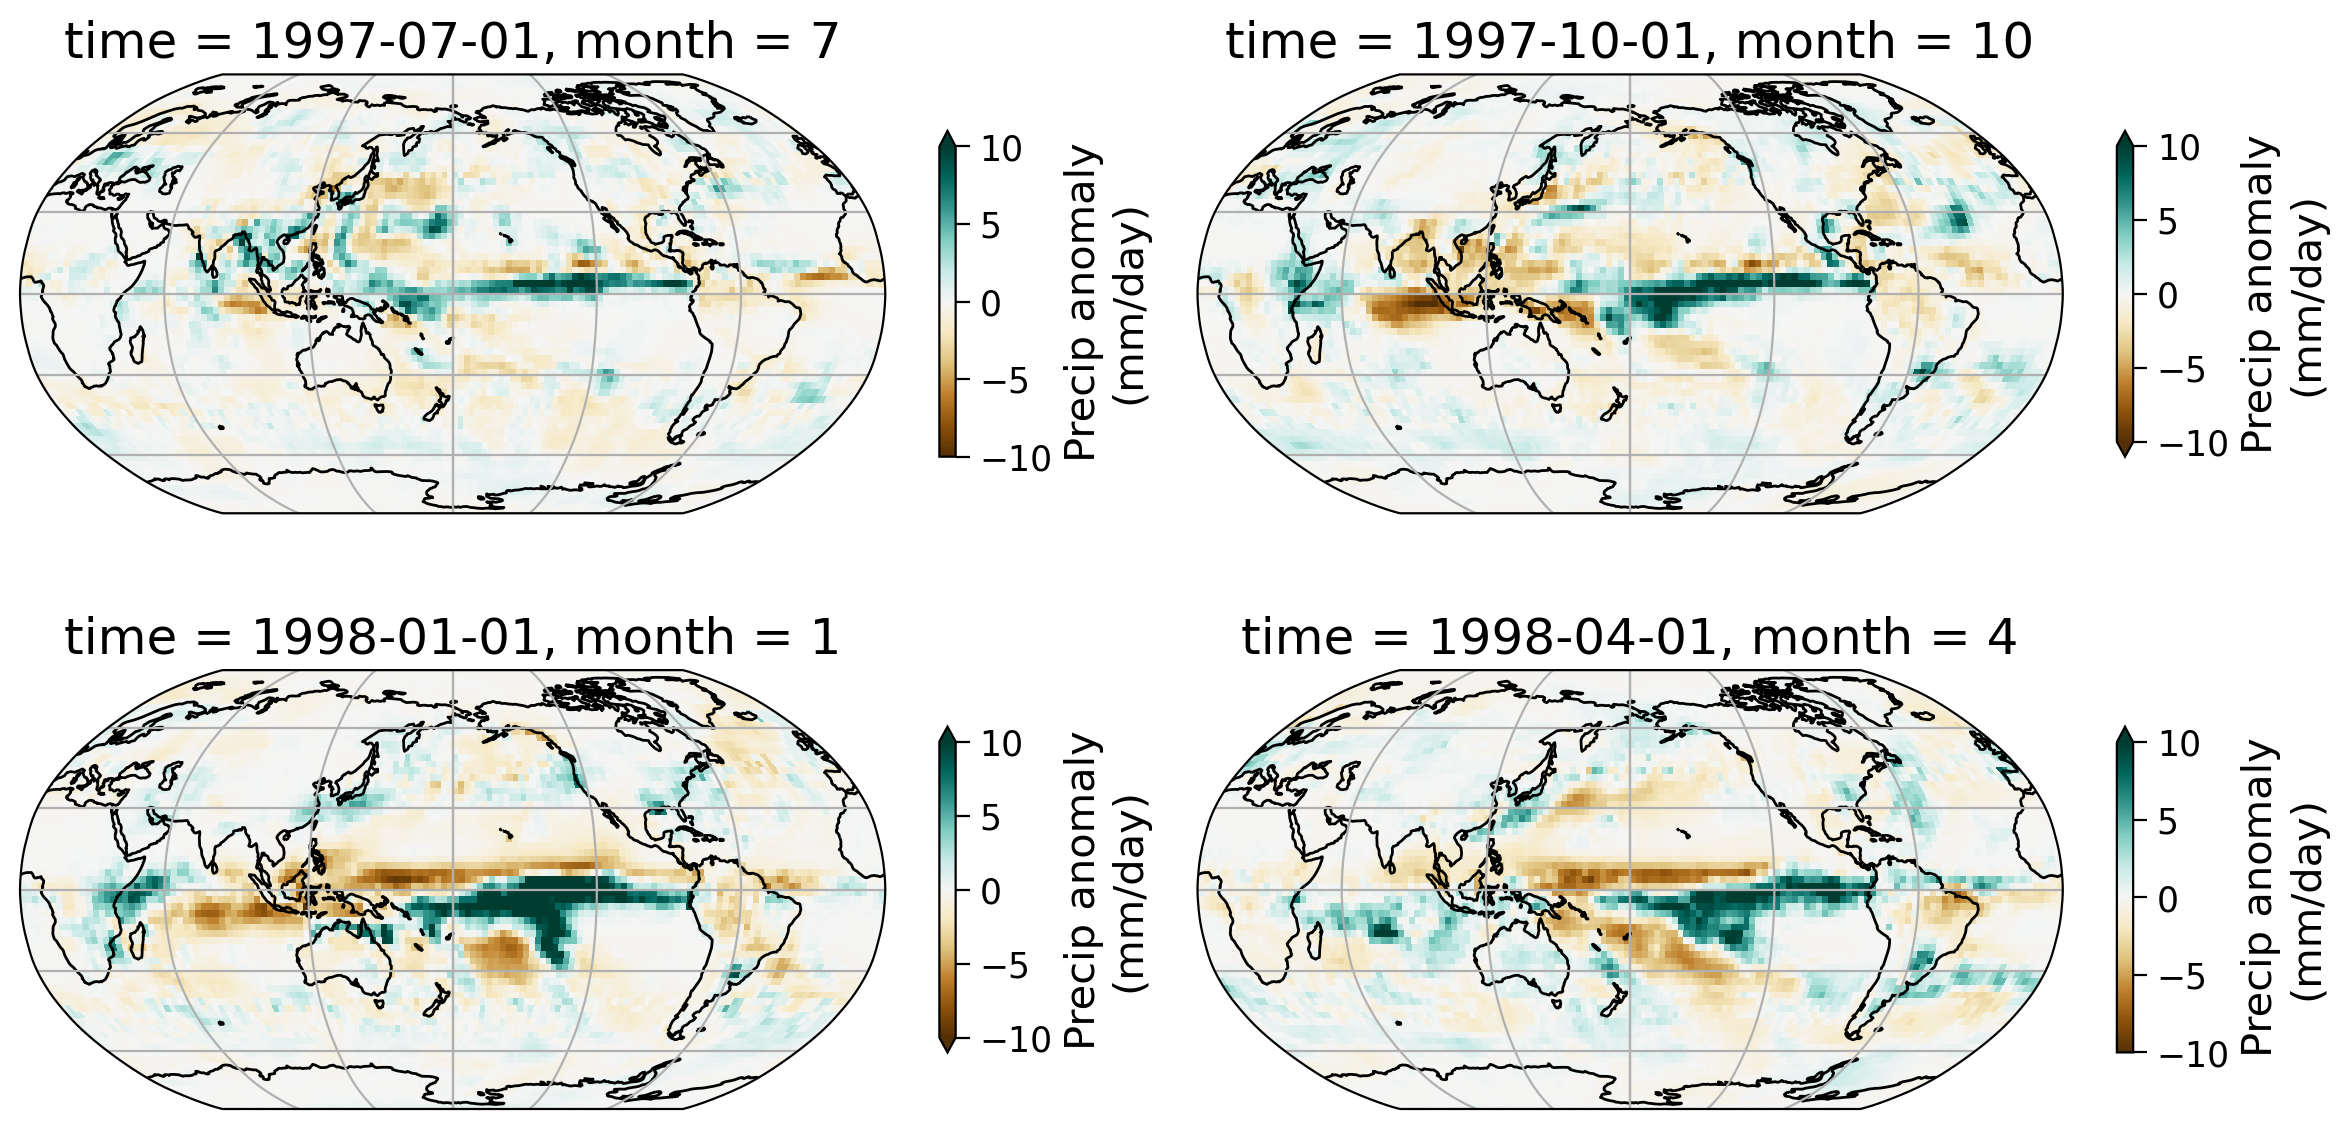 time = 1997-07-01, month = 7
10
5
0
−5
−10
Precip anomaly
(mm/day)
time = 1997-10-01, month = 10
10
5
0
−5
−10
Precip anomaly
(mm/day)
time = 1998-01-01, month = 1
10
5
0
−5
−10
Precip anomaly
(mm/day)
time = 1998-04-01, month = 4
10
5
0
−5
−10
Precip anomaly
(mm/day)